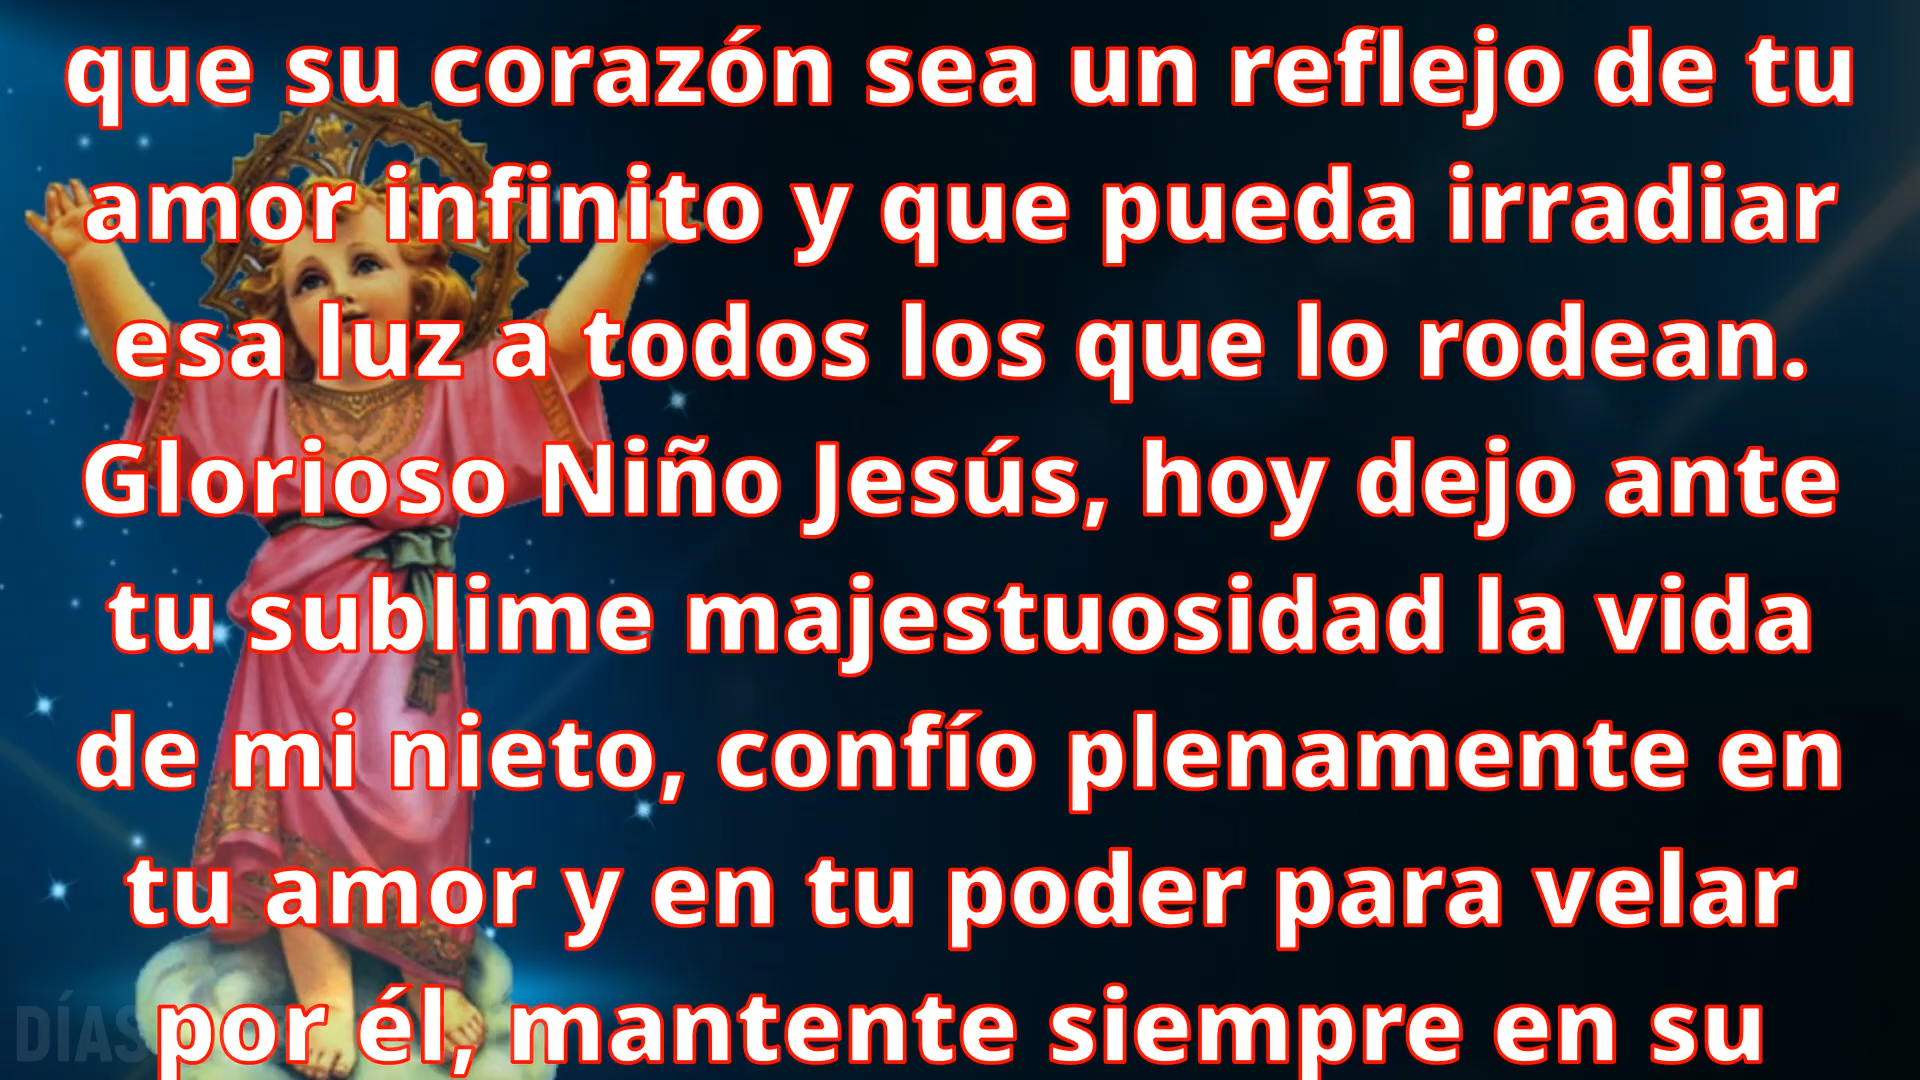 que su corazón sea un reflejo de tu
amor infinito y que pueda irradiar
esa luz a todos los que lo rodean.
Glorioso Niño Jesús, hoy dejo ante
tu sublime majestuosidad la vida
de mi nieto, confío plenamente en
tu amor y en tu poder para velar
por él, mantente siempre en su
DÍAS